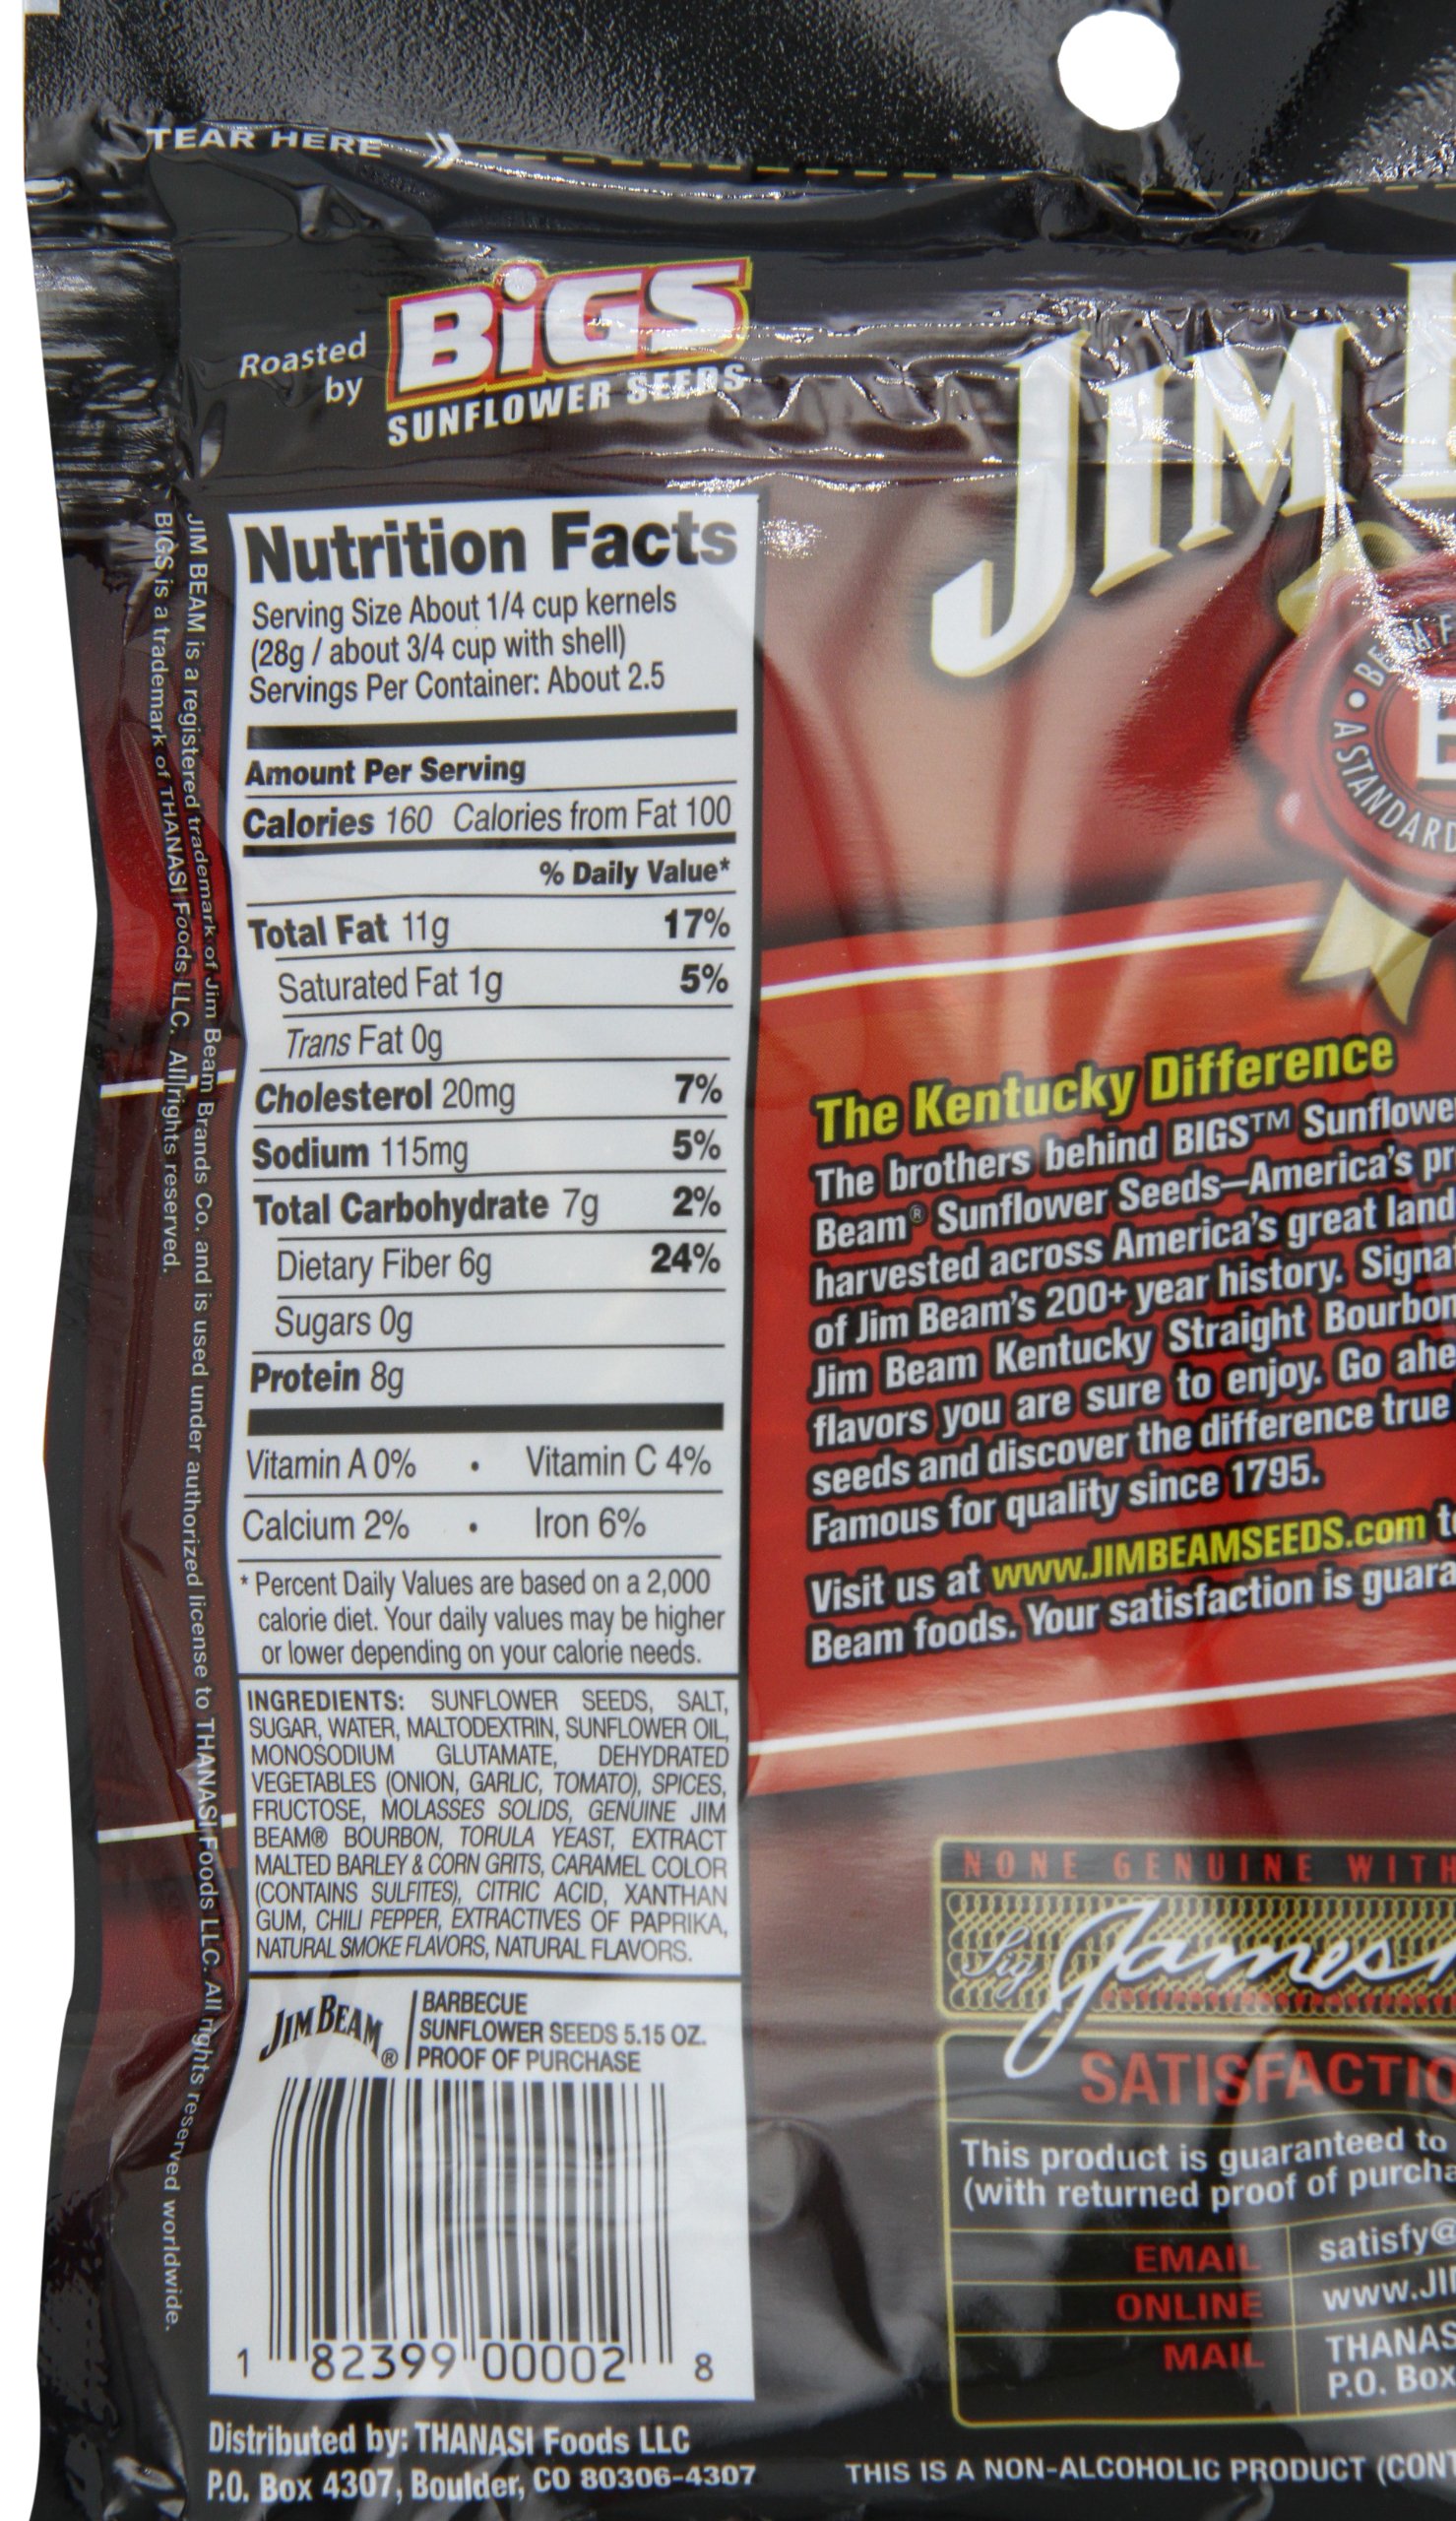 TEAR HERE
Roasted
by
BiGS
SUNFLOWER SEEDS
JIM
Nutrition Facts
Serving Size About 1/4 cup kernels
(28g / about 3/4 cup with shell)
Servings Per Container: About 2.5
Amount Per Serving
Calories 160 Calories from Fat 100
% Daily Value*
Total Fat 11g 17%
Saturated Fat 1g 5%
Trans Fat 0g
Cholesterol 20mg 7%
Sodium 115mg 5%
Total Carbohydrate 7g 2%
Dietary Fiber 6g 24%
Sugars 0g
Protein 8g
Vitamin A 0% • Vitamin C 4%
Calcium 2% • Iron 6%
* Percent Daily Values are based on a 2,000
calorie diet. Your daily values may be higher
or lower depending on your calorie needs.
INGREDIENTS: SUNFLOWER SEEDS, SALT,
SUGAR, WATER, MALTODEXTRIN, SUNFLOWER OIL,
MONOSODIUM GLUTAMATE, DEHYDRATED
VEGETABLES (ONION, GARLIC, TOMATO), SPICES,
FRUCTOSE, MOLASSES SOLIDS, GENUINE JIM
BEAM® BOURBON, TORULA YEAST, EXTRACT
MALTED BARLEY & CORN GRITS, CARAMEL COLOR
(CONTAINS SULFITES), CITRIC ACID, XANTHAN
GUM, CHILI PEPPER, EXTRACTIVES OF PAPRIKA,
NATURAL SMOKE FLAVORS, NATURAL FLAVORS.
JIM BEAM®
BARBECUE
SUNFLOWER SEEDS 5.15 OZ.
PROOF OF PURCHASE
1 82399 00002 8
Distributed by: THANASI Foods LLC
P.O. Box 4307, Boulder, CO 80306-4307
JIM BEAM is a registered trademark of Jim Beam Brands Co. and is used under authorized license to THANASI Foods LLC. All rights reserved worldwide.
BIGS is a trademark of THANASI Foods LLC. All rights reserved.
A STANDARD
The Kentucky Difference
The brothers behind BIGS™ Sunflowe
Beam® Sunflower Seeds—America's pr
harvested across America's great land
of Jim Beam's 200+ year history. Signa
Jim Beam Kentucky Straight Bourbon
flavors you are sure to enjoy. Go ahe
seeds and discover the difference true
Famous for quality since 1795.
Visit us at www.JIMBEAMSEEDS.com t
Beam foods. Your satisfaction is guara
NONE GENUINE WITH
Sig James
SATISFACTIO
This product is guaranteed to
(with returned proof of purcha
EMAIL satisfy@
ONLINE www.JI
MAIL THANAS
P.O. Box
THIS IS A NON-ALCOHOLIC PRODUCT (CONT